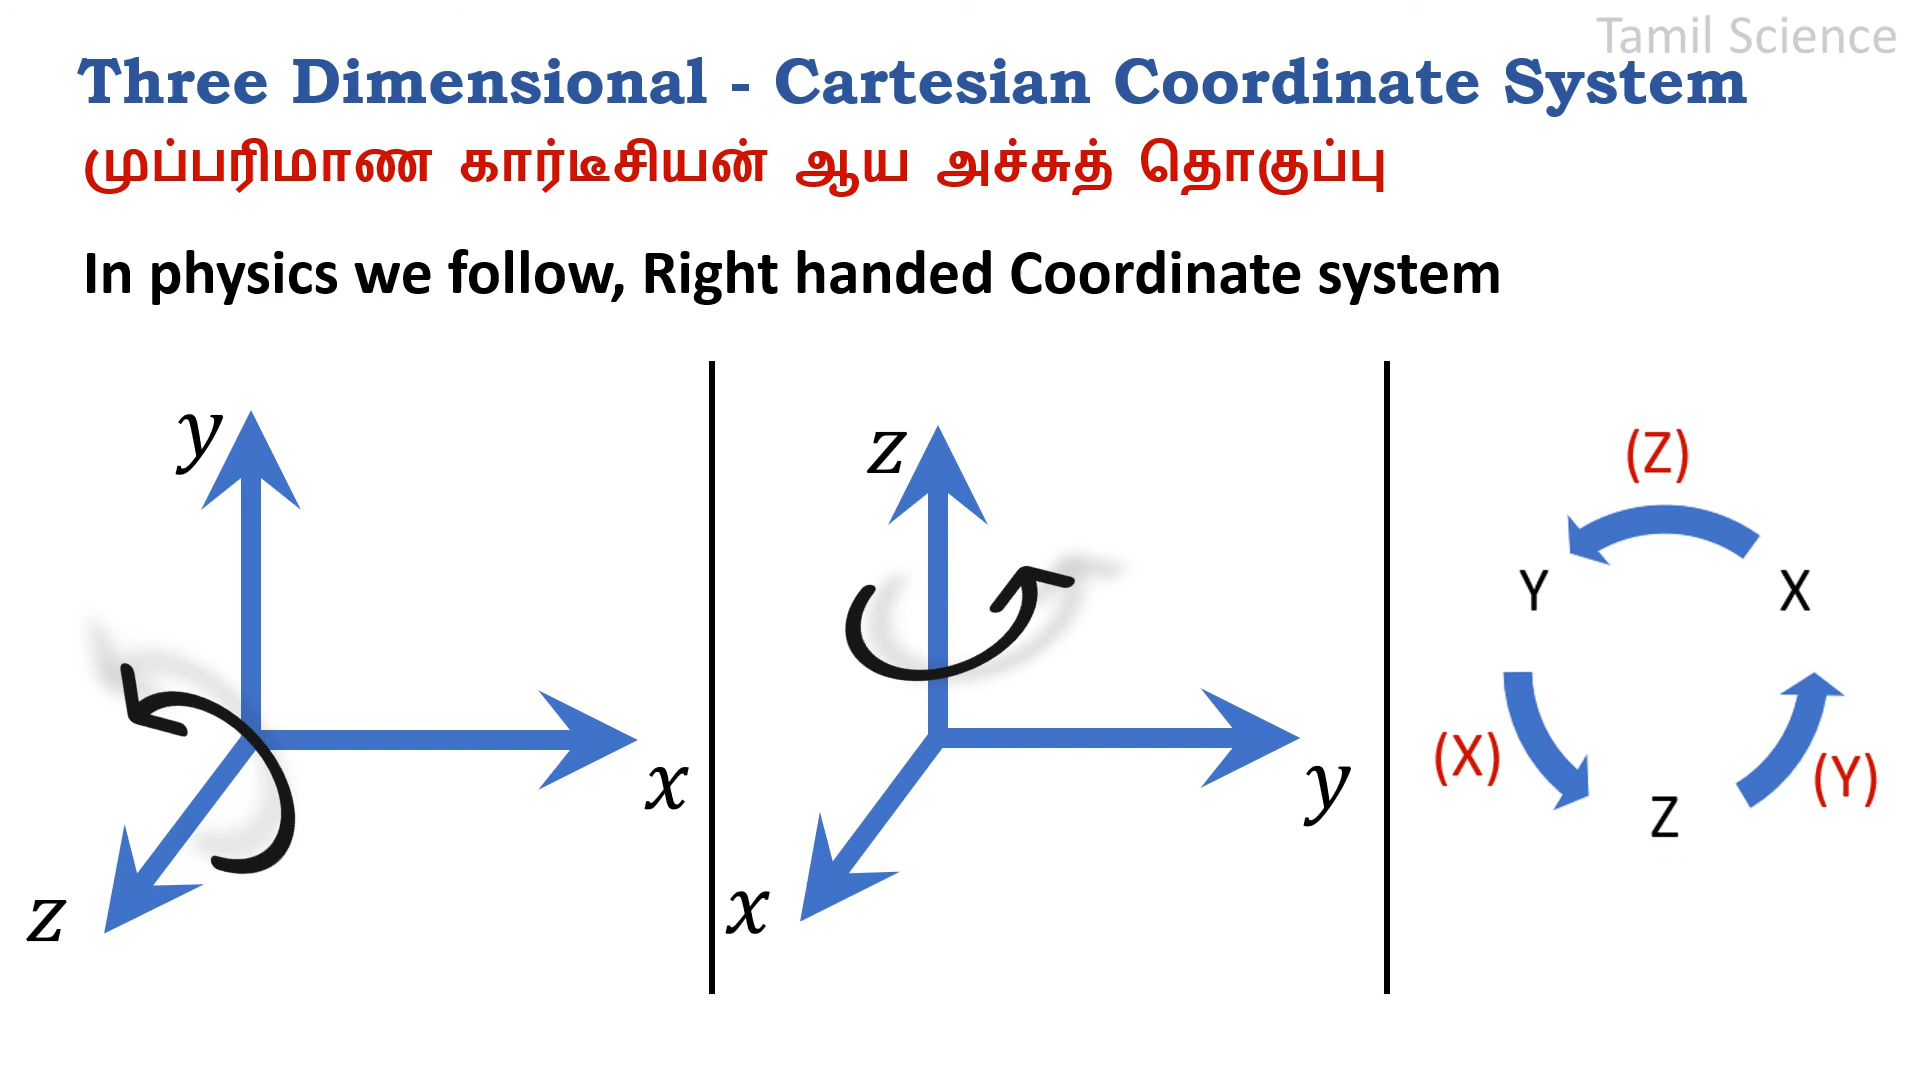 Tamil Science
Three Dimensional - Cartesian Coordinate System
முப்பரிமாண கார்டீசியன் ஆய அச்சுத் தொகுப்பு
In physics we follow, Right handed Coordinate system
y
x
z
z
y
x
(Z)
Y
X
(X)
(Y)
Z